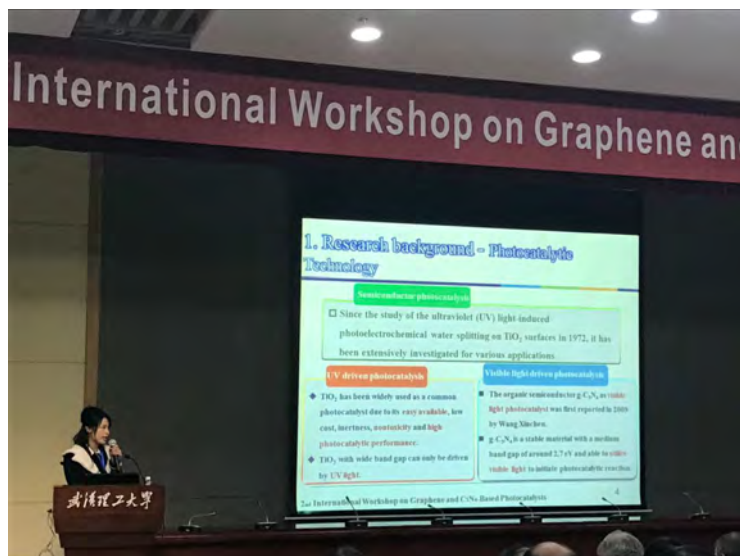 International Workshop on Graphene and
1. Research background - Photocatalytic
Technology
Semiconductor photocatalysis
□ Since the study of the ultraviolet (UV) light-induced
photoelectrochemical water splitting on TiO₂ surfaces in 1972, it has
been extensively investigated for various applications.
UV driven photocatalysis
◆ TiO₂ has been widely used as a common
photocatalyst due to its easy available, low
cost, inertness, nontoxicity and high
photocatalytic performance.
◆ TiO₂ with wide band gap can only be driven
by UV light.
Visible light driven photocatalysis
■ The organic semiconductor g-C₃N₄ as visible
light photocatalyst was first reported in 2009
by Wang Xinchen.
■ g-C₃N₄ is a stable material with a medium
band gap of around 2.7 eV and able to utilize
visible light to initiate photocatalytic reaction.
4
2nd International Workshop on Graphene and C3N4-Based Photocatalysis
武漢理工大學